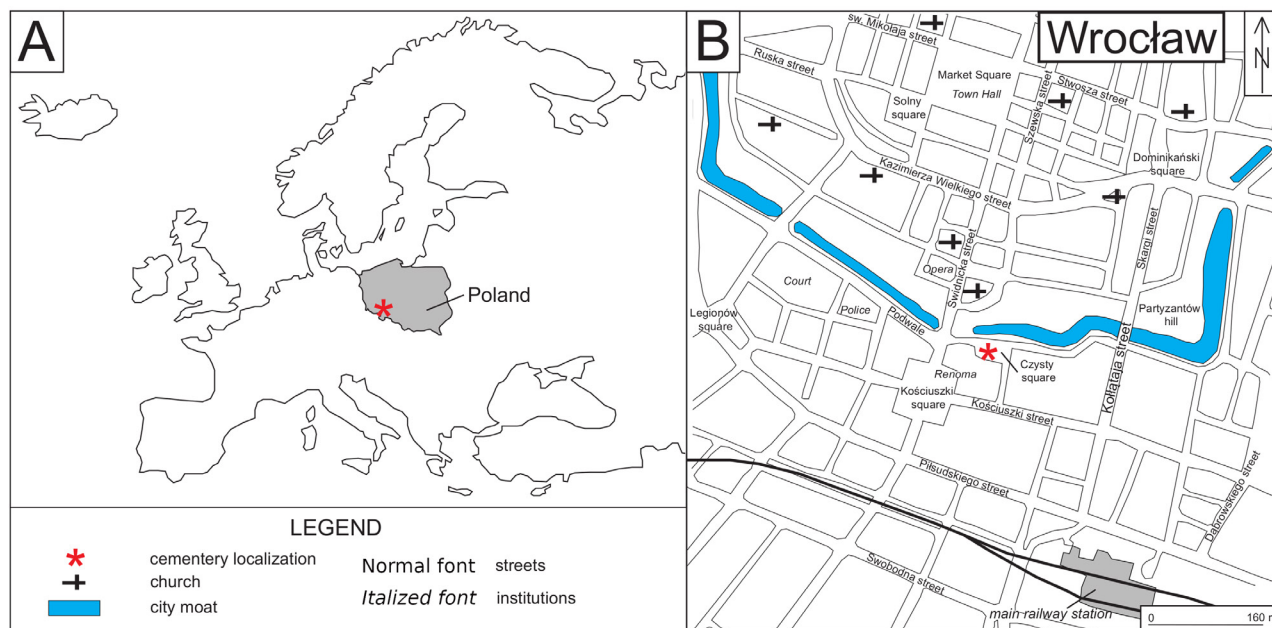 A
Poland
LEGEND
cementery localization
church
city moat
Normal font streets
Italized font institutions
B
Wrocław
N
sw. Mikołaja street
Ruska street
Market Square
Town Hall
Solny
square
Szewska street
Stwosza street
Dominikański
square
Kazimierza Wielkiego street
Skargi street
Opera
Świdnicka street
Court
Police
Podwale
Legionów
square
Partyzantów
hill
Renoma
Czysty
square
Kościuszki
square
Kościuszki street
Kołłątaja street
Piłsudskiego street
Dąbrowskiego street
Swobodna street
main railway station
0 160 m